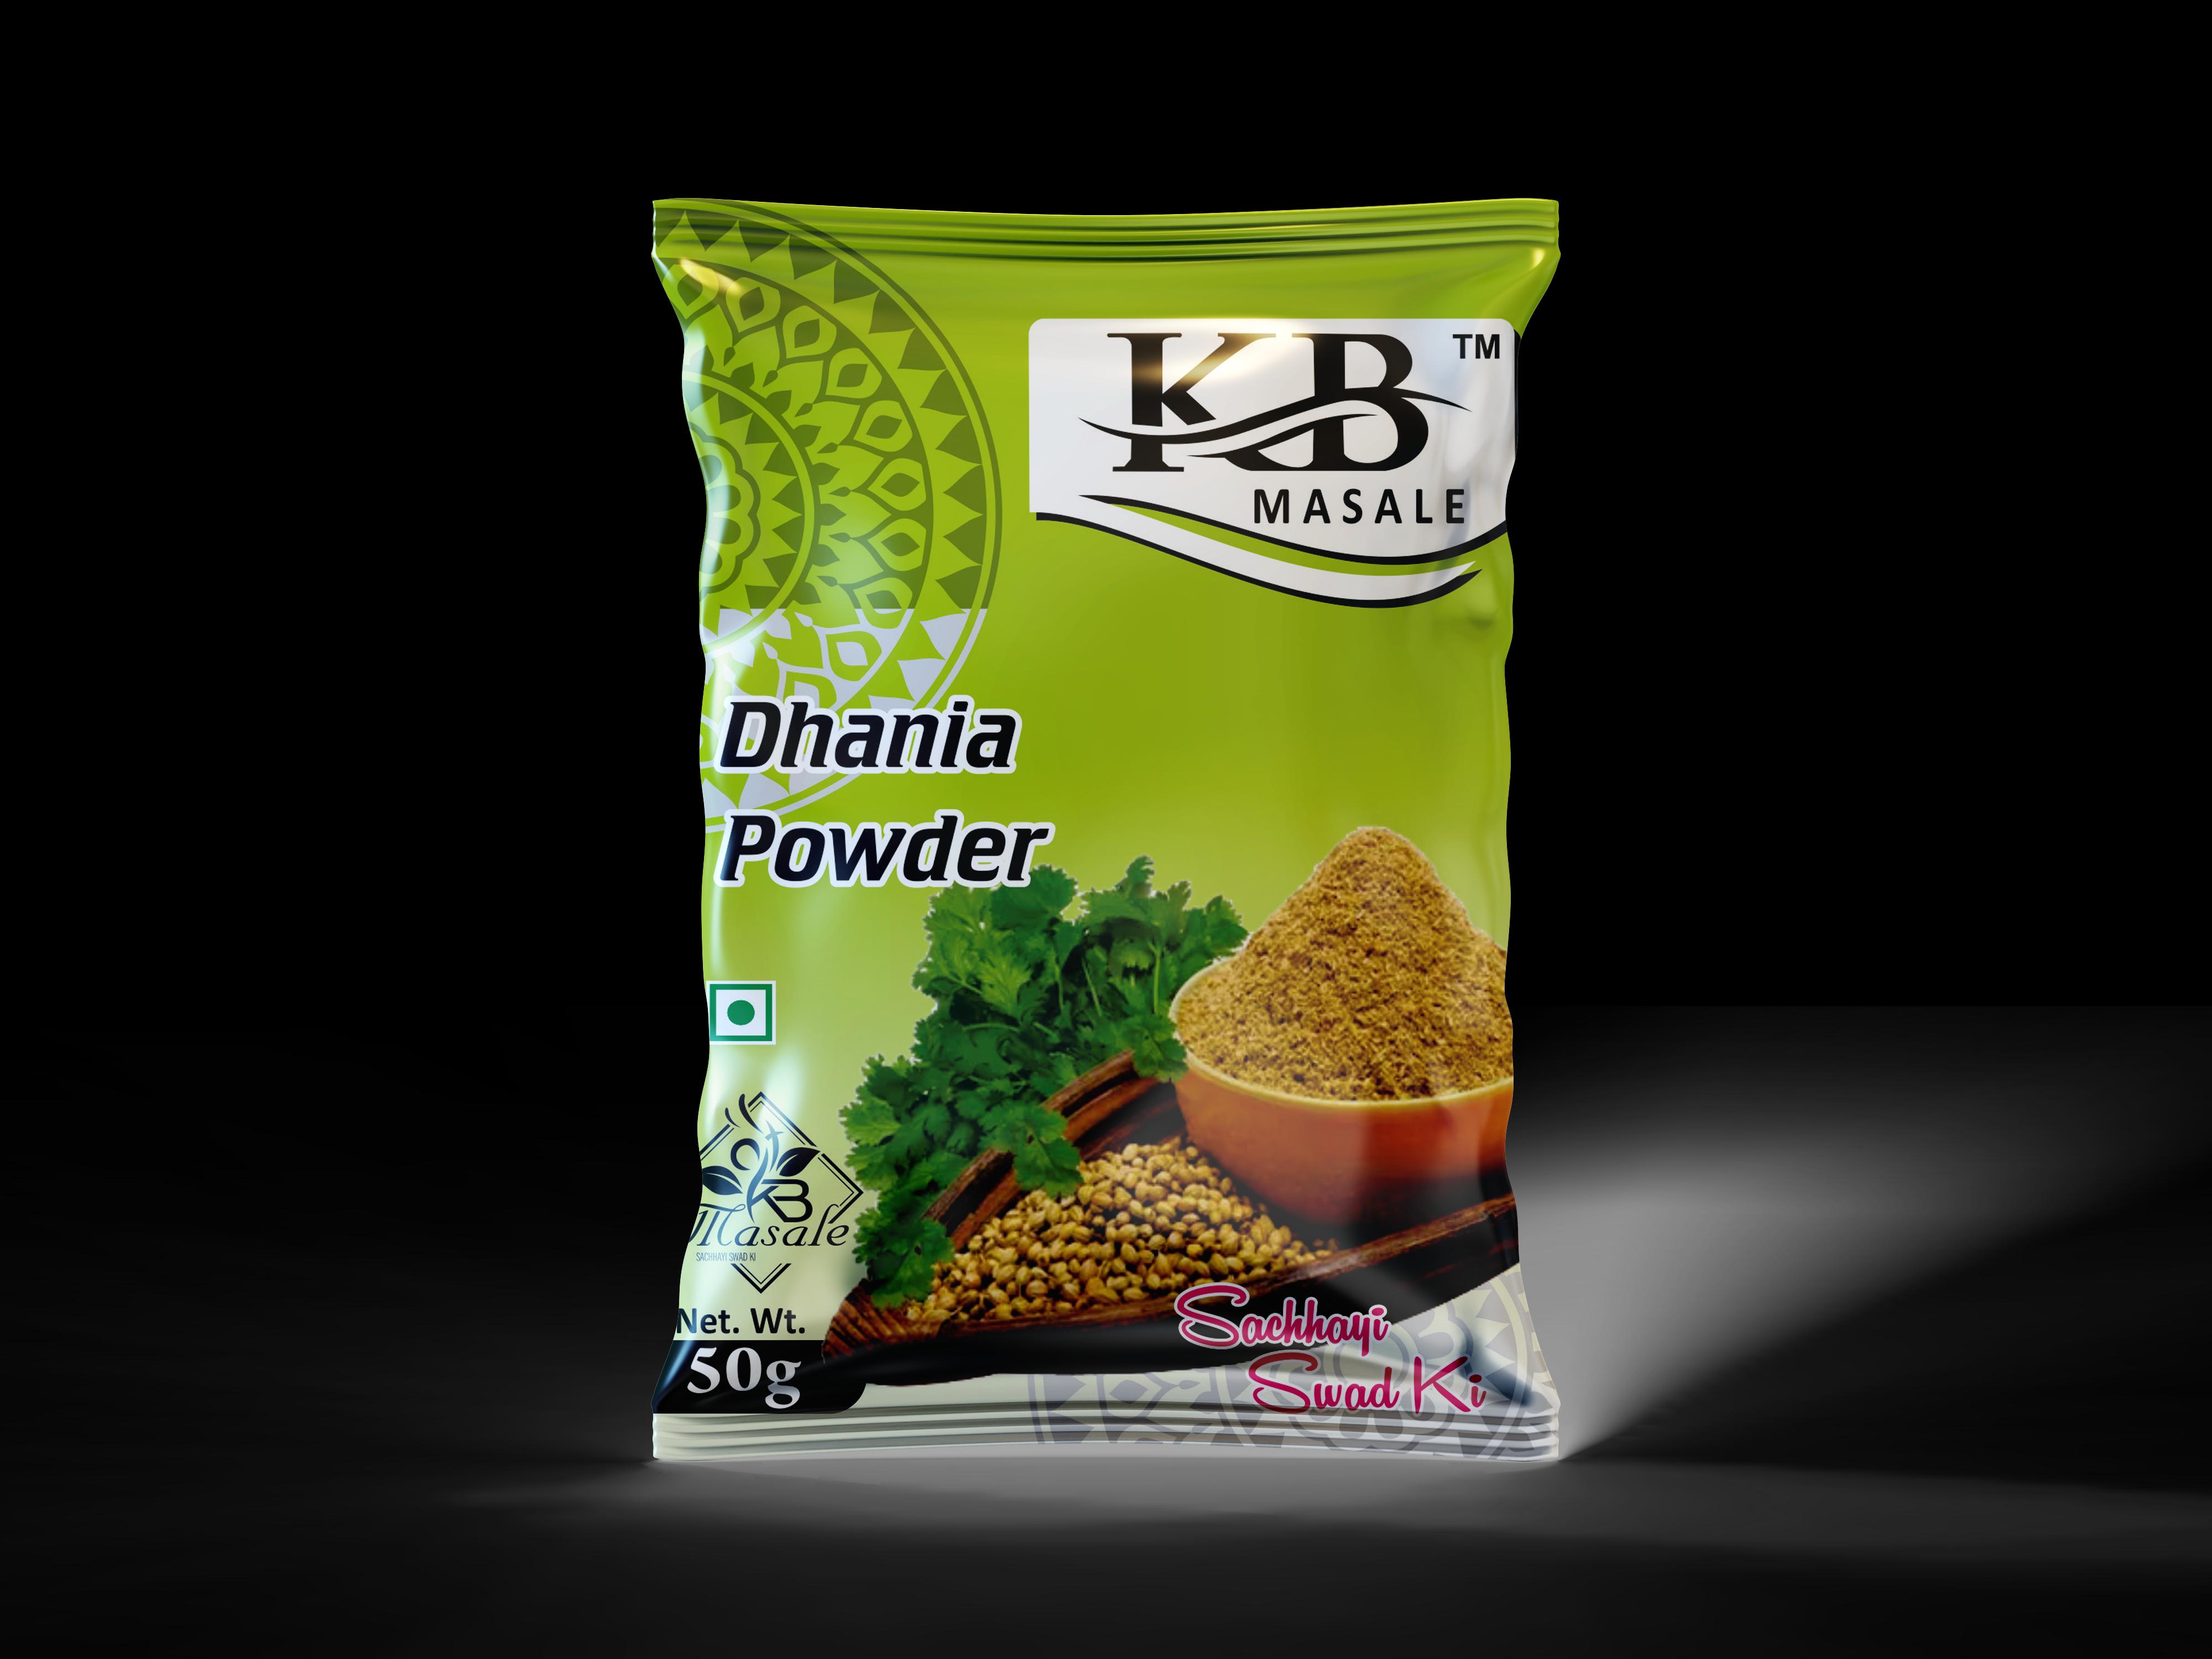 KB ™
MASALE
Dhania
Powder
KB
Masale
SACHHAYI SWAD KI
Net. Wt.
50g
Sachhayi
Swad Ki